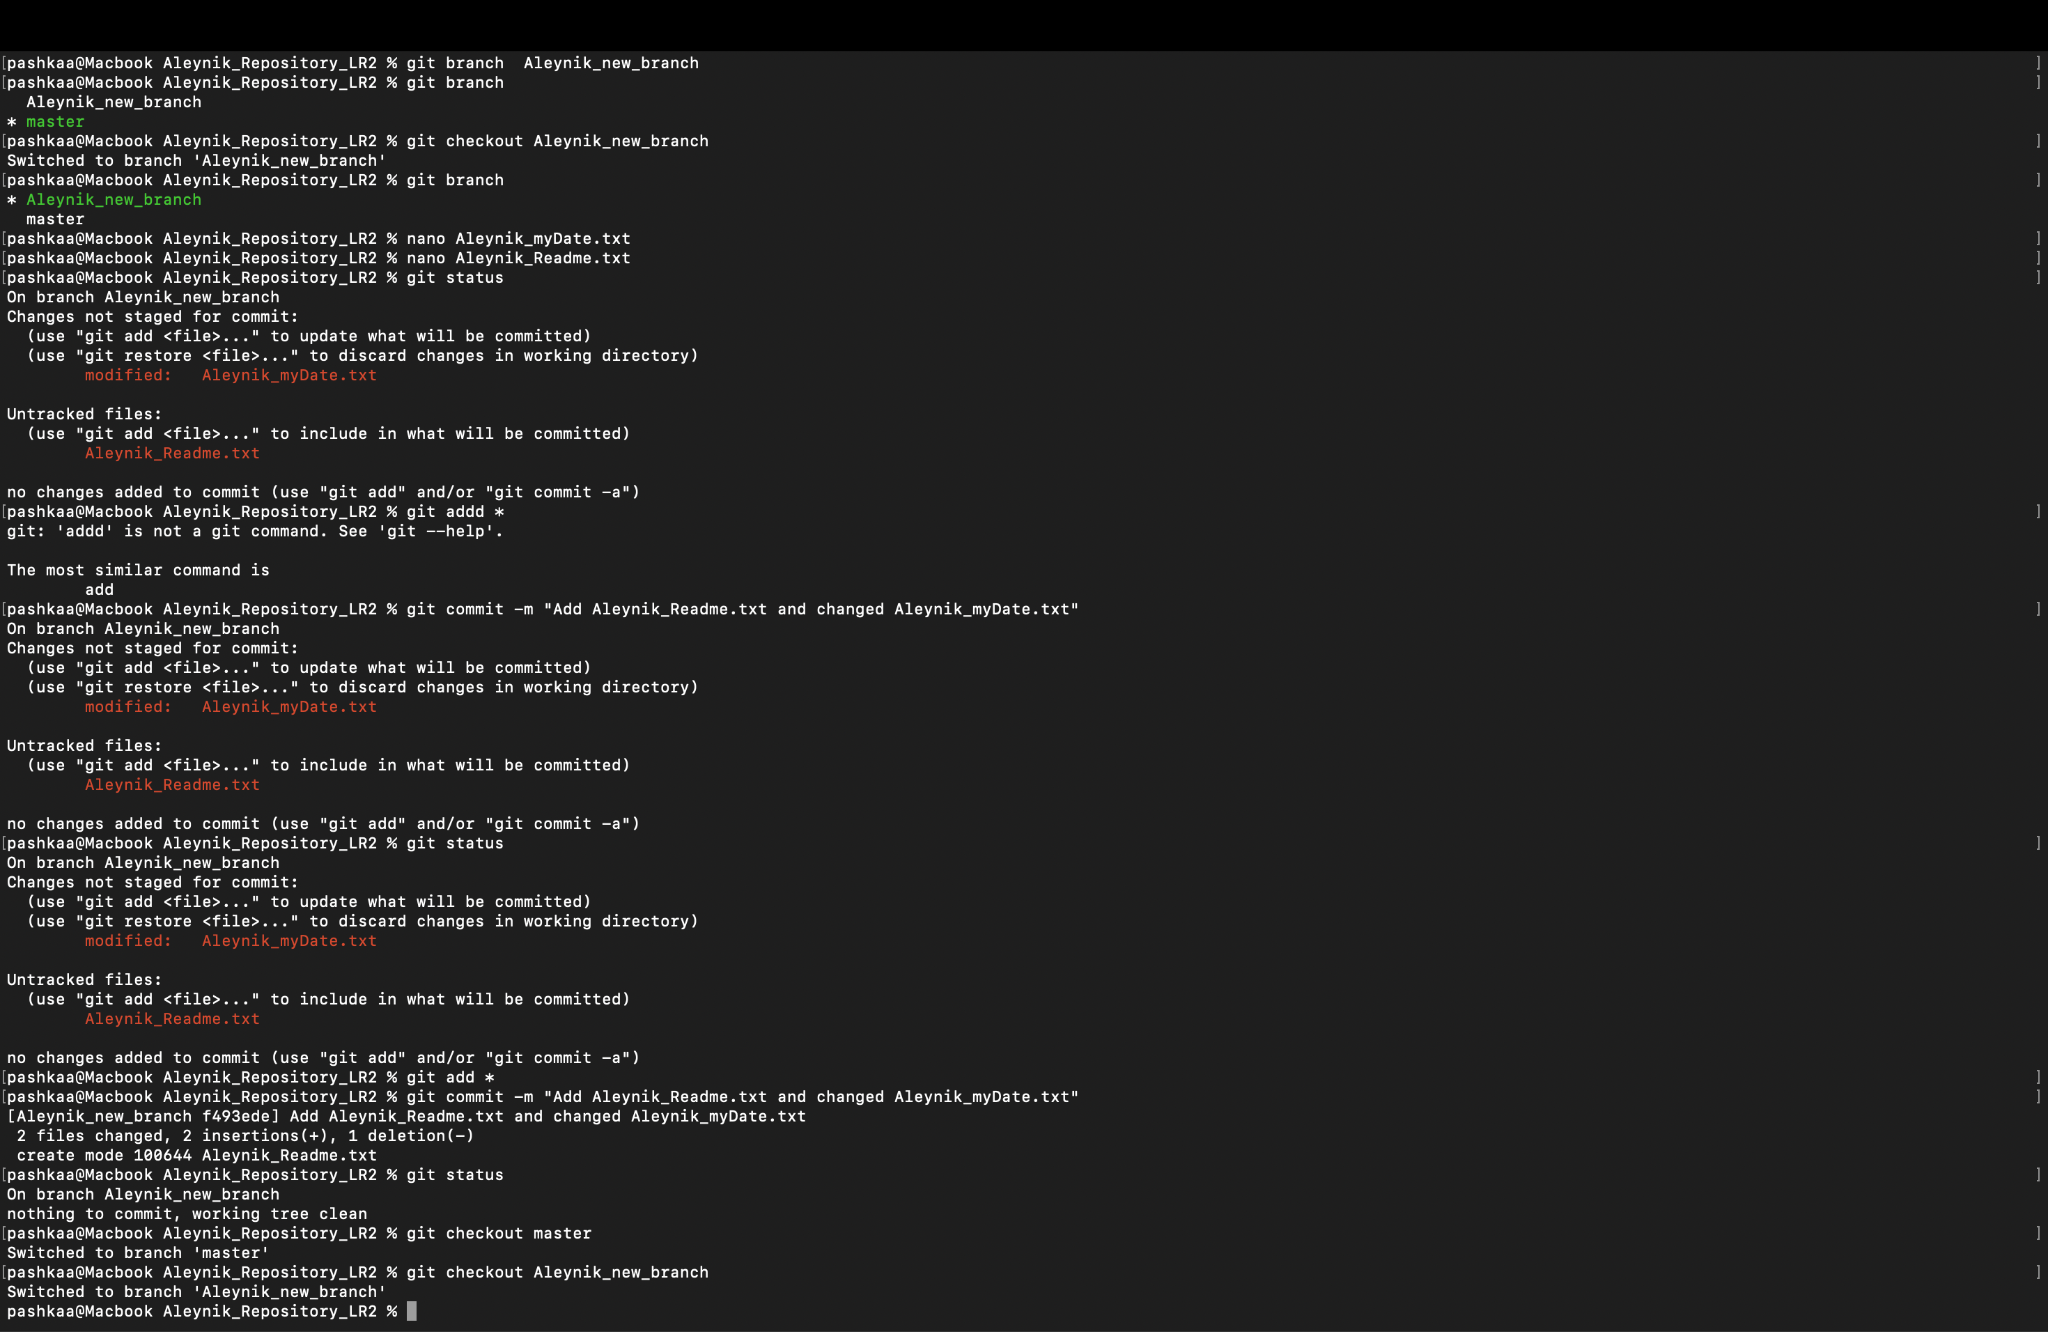 [pashkaa@Macbook Aleynik_Repository_LR2 % git branch  Aleynik_new_branch ]
[pashkaa@Macbook Aleynik_Repository_LR2 % git branch ]
  Aleynik_new_branch
* master
[pashkaa@Macbook Aleynik_Repository_LR2 % git checkout Aleynik_new_branch ]
Switched to branch 'Aleynik_new_branch'
[pashkaa@Macbook Aleynik_Repository_LR2 % git branch ]
* Aleynik_new_branch
  master
[pashkaa@Macbook Aleynik_Repository_LR2 % nano Aleynik_myDate.txt ]
[pashkaa@Macbook Aleynik_Repository_LR2 % nano Aleynik_Readme.txt ]
[pashkaa@Macbook Aleynik_Repository_LR2 % git status ]
On branch Aleynik_new_branch
Changes not staged for commit:
  (use "git add <file>..." to update what will be committed)
  (use "git restore <file>..." to discard changes in working directory)
        modified:   Aleynik_myDate.txt

Untracked files:
  (use "git add <file>..." to include in what will be committed)
        Aleynik_Readme.txt

no changes added to commit (use "git add" and/or "git commit -a")
[pashkaa@Macbook Aleynik_Repository_LR2 % git addd * ]
git: 'addd' is not a git command. See 'git --help'.

The most similar command is
        add
[pashkaa@Macbook Aleynik_Repository_LR2 % git commit -m "Add Aleynik_Readme.txt and changed Aleynik_myDate.txt" ]
On branch Aleynik_new_branch
Changes not staged for commit:
  (use "git add <file>..." to update what will be committed)
  (use "git restore <file>..." to discard changes in working directory)
        modified:   Aleynik_myDate.txt

Untracked files:
  (use "git add <file>..." to include in what will be committed)
        Aleynik_Readme.txt

no changes added to commit (use "git add" and/or "git commit -a")
[pashkaa@Macbook Aleynik_Repository_LR2 % git status ]
On branch Aleynik_new_branch
Changes not staged for commit:
  (use "git add <file>..." to update what will be committed)
  (use "git restore <file>..." to discard changes in working directory)
        modified:   Aleynik_myDate.txt

Untracked files:
  (use "git add <file>..." to include in what will be committed)
        Aleynik_Readme.txt

no changes added to commit (use "git add" and/or "git commit -a")
[pashkaa@Macbook Aleynik_Repository_LR2 % git add * ]
[pashkaa@Macbook Aleynik_Repository_LR2 % git commit -m "Add Aleynik_Readme.txt and changed Aleynik_myDate.txt" ]
[Aleynik_new_branch f493ede] Add Aleynik_Readme.txt and changed Aleynik_myDate.txt
 2 files changed, 2 insertions(+), 1 deletion(-)
 create mode 100644 Aleynik_Readme.txt
[pashkaa@Macbook Aleynik_Repository_LR2 % git status ]
On branch Aleynik_new_branch
nothing to commit, working tree clean
[pashkaa@Macbook Aleynik_Repository_LR2 % git checkout master ]
Switched to branch 'master'
[pashkaa@Macbook Aleynik_Repository_LR2 % git checkout Aleynik_new_branch ]
Switched to branch 'Aleynik_new_branch'
pashkaa@Macbook Aleynik_Repository_LR2 %